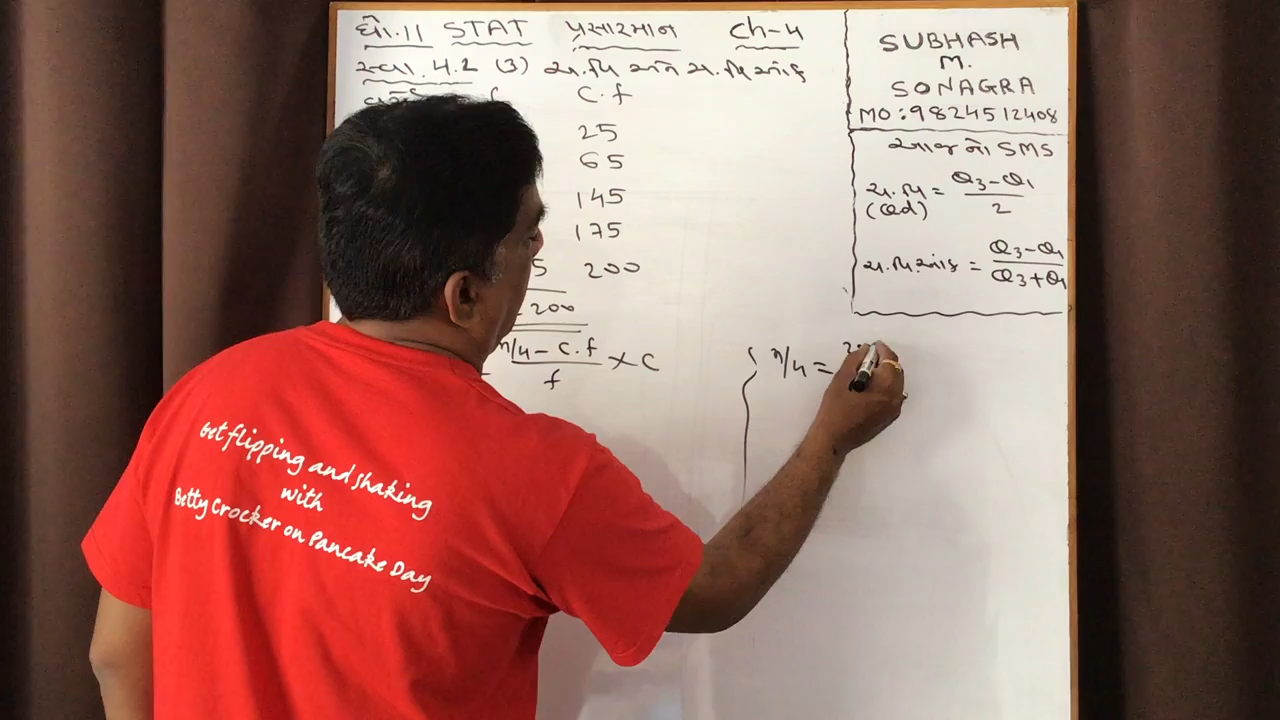 ધો.11 STAT પ્રસારમાન ch-4
સ્વા. 4.2 (3) ચ.વિ અને ચ.વિ.આંક
f C.f
25
65
145
175
5 200
200
n/4 - C.f / f × C
n/4 =
SUBHASH
M.
SONAGRA
MO:9824512408
આજનો SMS
ચ.વિ = Q3-Q1 / 2
(Qd)
ચ.વિ.આંક = Q3-Q1 / Q3+Q1
Get flipping and shaking
with
Betty Crocker on Pancake Day